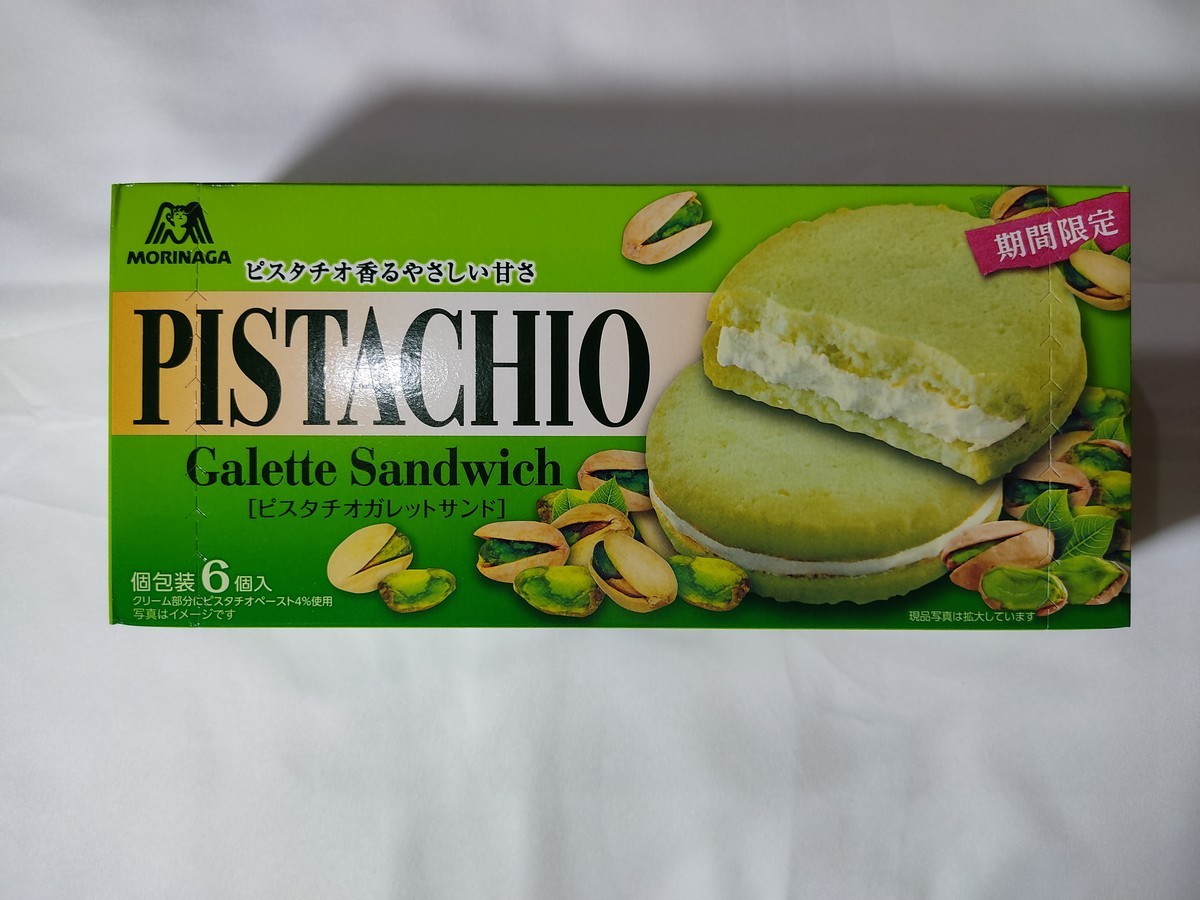 MORINAGA
期間限定
ピスタチオ香るやさしい甘さ
PISTACHIO
Galette Sandwich
[ピスタチオガレットサンド]
個包装6個入
クリーム部分にピスタチオペースト4%使用
写真はイメージです
現品写真は拡大しています